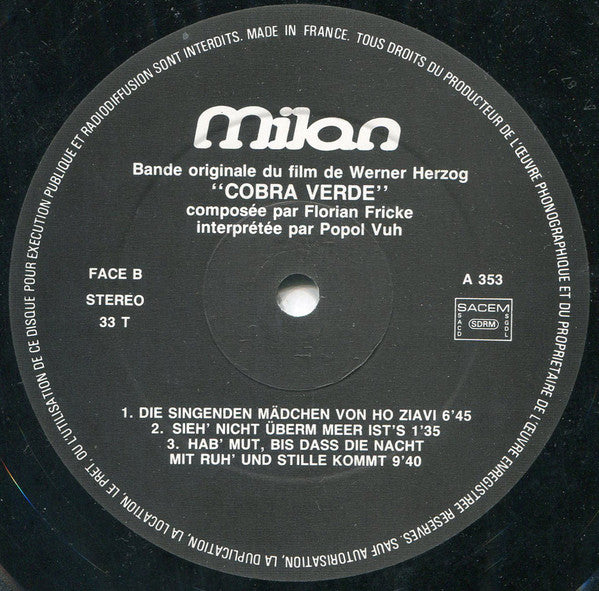 milan
Bande originale du film de Werner Herzog
"COBRA VERDE"
composée par Florian Fricke
interprétée par Popol Vuh
FACE B
STEREO
33 T
A 353
SACEM
SACD
SDRM
SGDL
1. DIE SINGENDEN MÄDCHEN VON HO ZIAVI 6'45
2. SIEH' NICHT ÜBERM MEER IST'S 1'35
3. HAB' MUT, BIS DASS DIE NACHT
MIT RUH' UND STILLE KOMMT 9'40
MADE IN FRANCE. TOUS DROITS DU PRODUCTEUR DE L'ŒUVRE PHONOGRAPHIQUE ET DU PROPRIETAIRE DE L'ŒUVRE ENREGISTREE RESERVES. SAUF AUTORISATION, LA DUPLICATION, LA LOCATION, LE PRET, OU L'UTILISATION DE CE DISQUE POUR EXECUTION PUBLIQUE ET RADIODIFFUSION SONT INTERDITS.